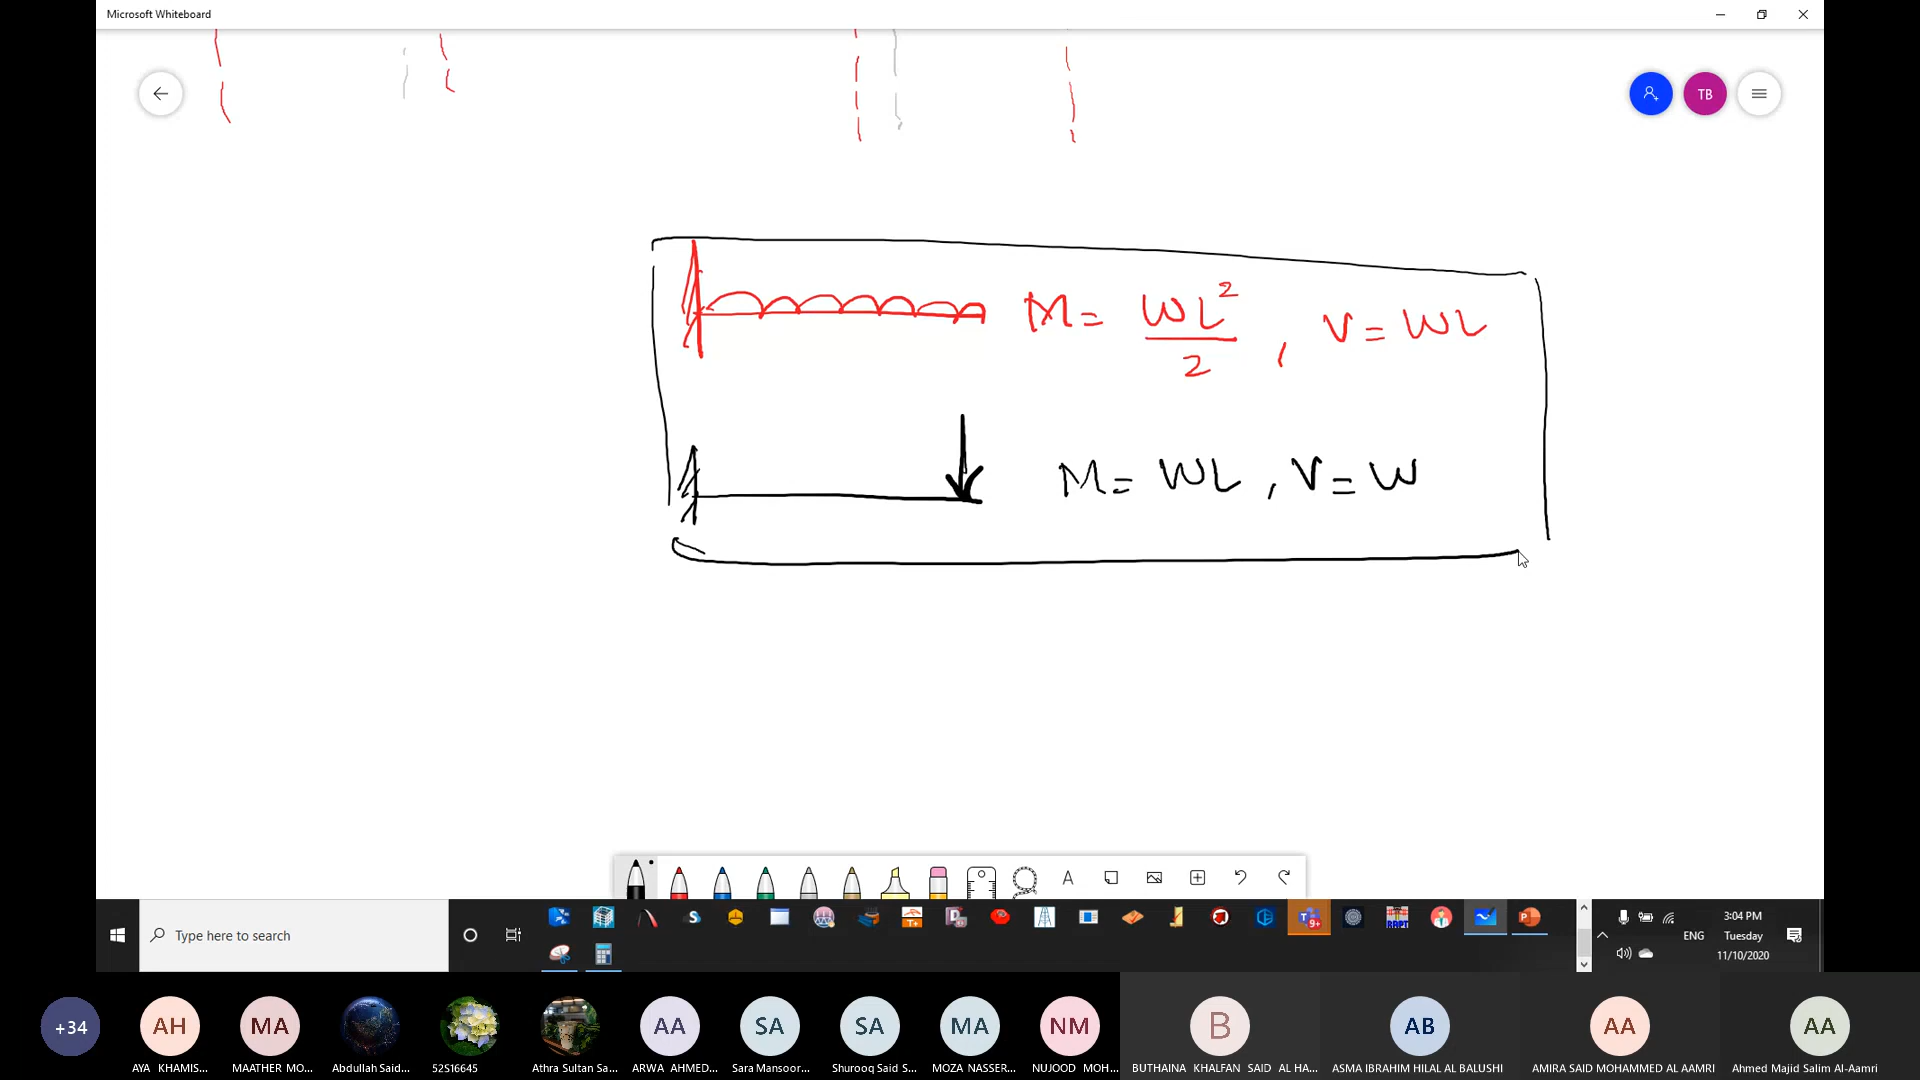 Microsoft Whiteboard
TB
M = WL²/2 , V = WL
M = WL , V = W
A
Type here to search
ENG
3:04 PM
Tuesday
11/10/2020
+34
AH
MA
AA
SA
SA
MA
NM
B
AB
AA
AA
AYA KHAMIS...
MAATHER MO...
Abdullah Said...
52S16645
Athra Sultan Sa...
ARWA AHMED...
Sara Mansoor...
Shurooq Said S...
MOZA NASSER...
NUJOOD MOH...
BUTHAINA KHALFAN SAID AL HA...
ASMA IBRAHIM HILAL AL BALUSHI
AMIRA SAID MOHAMMED AL AAMRI
Ahmed Majid Salim Al-Aamri